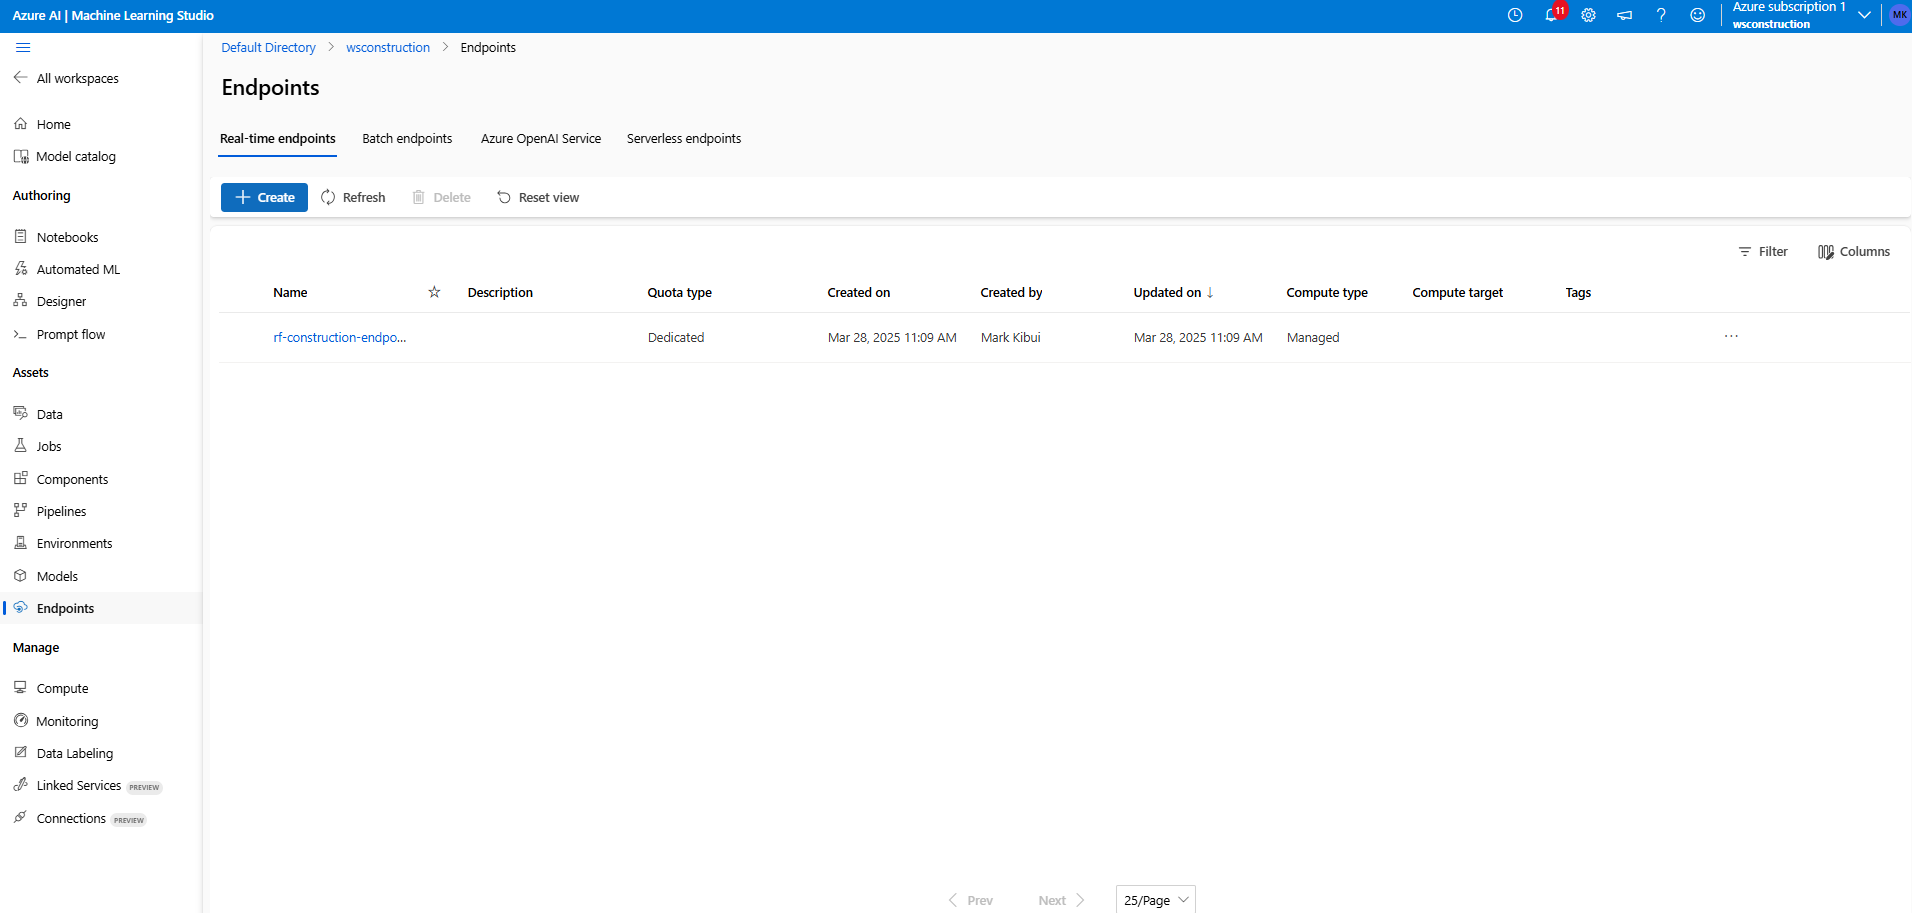 Azure AI | Machine Learning Studio
11
Azure subscription 1
wsconstruction
MK
All workspaces
Home
Model catalog
Authoring
Notebooks
Automated ML
Designer
Prompt flow
Assets
Data
Jobs
Components
Pipelines
Environments
Models
Endpoints
Manage
Compute
Monitoring
Data Labeling
Linked Services PREVIEW
Connections PREVIEW
Default Directory > wsconstruction > Endpoints
Endpoints
Real-time endpoints Batch endpoints Azure OpenAI Service Serverless endpoints
Create Refresh Delete Reset view
Filter Columns
Name Description Quota type Created on Created by Updated on ↓ Compute type Compute target Tags
rf-construction-endpo... Dedicated Mar 28, 2025 11:09 AM Mark Kibui Mar 28, 2025 11:09 AM Managed ...
Prev Next 25/Page